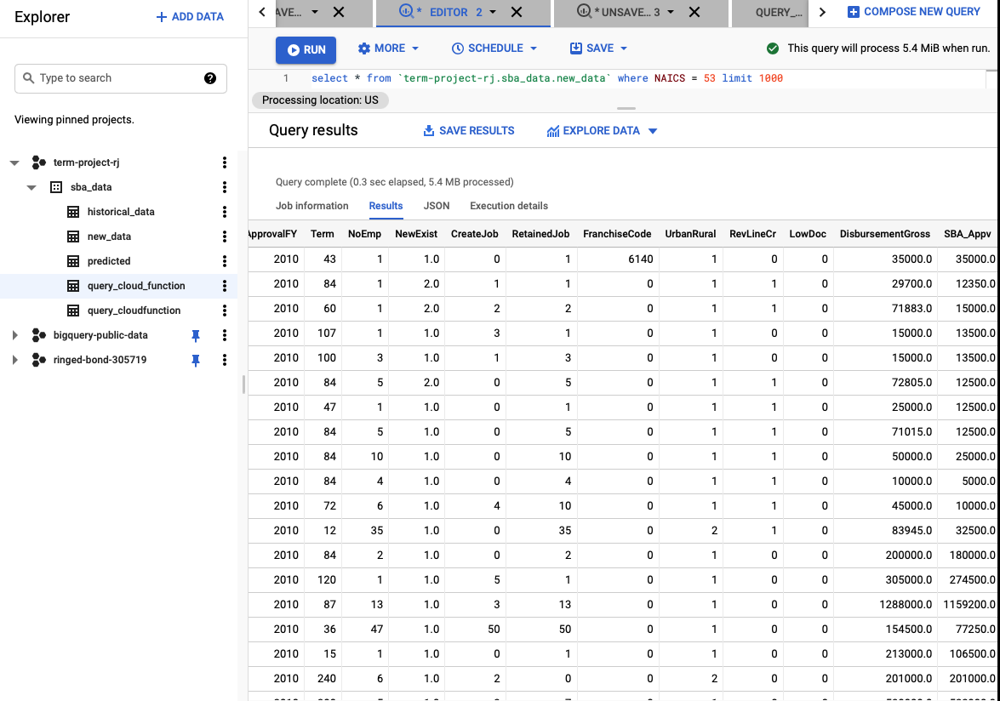 Explorer
+ ADD DATA
Type to search
Viewing pinned projects.
term-project-rj
sba_data
historical_data
new_data
predicted
query_cloud_function
query_cloudfunction
bigquery-public-data
ringed-bond-305719
AVE... * EDITOR 2 * UNSAVE... 3 QUERY_... COMPOSE NEW QUERY
RUN MORE SCHEDULE SAVE This query will process 5.4 MiB when run.
1 select * from `term-project-rj.sba_data.new_data` where NAICS = 53 limit 1000
Processing location: US
Query results SAVE RESULTS EXPLORE DATA
Query complete (0.3 sec elapsed, 5.4 MB processed)
Job information Results JSON Execution details
ApprovalFY Term NoEmp NewExist CreateJob RetainedJob FranchiseCode UrbanRural RevLineCr LowDoc DisbursementGross SBA_Appv
2010 43 1 1.0 0 1 6140 1 0 0 35000.0 35000.0
2010 84 1 2.0 1 1 0 1 1 0 29700.0 12350.0
2010 60 1 2.0 2 2 0 1 1 0 71883.0 15000.0
2010 107 1 1.0 3 1 0 1 0 0 15000.0 13500.0
2010 100 3 1.0 1 3 0 1 0 0 15000.0 13500.0
2010 84 5 2.0 0 5 0 1 1 0 72805.0 12500.0
2010 47 1 1.0 0 1 0 1 1 0 25000.0 12500.0
2010 84 5 1.0 0 5 0 1 1 0 71015.0 12500.0
2010 84 10 1.0 0 10 0 1 1 0 50000.0 25000.0
2010 84 4 1.0 0 4 0 1 1 0 10000.0 5000.0
2010 72 6 1.0 4 10 0 1 1 0 45000.0 10000.0
2010 12 35 1.0 0 35 0 2 1 0 83945.0 32500.0
2010 84 2 1.0 0 2 0 1 0 0 200000.0 180000.0
2010 120 1 1.0 5 1 0 1 0 0 305000.0 274500.0
2010 87 13 1.0 3 13 0 1 0 0 1288000.0 1159200.0
2010 36 47 1.0 50 50 0 1 0 0 154500.0 77250.0
2010 15 1 1.0 0 1 0 1 0 0 213000.0 106500.0
2010 240 6 1.0 2 0 0 2 0 0 201000.0 201000.0